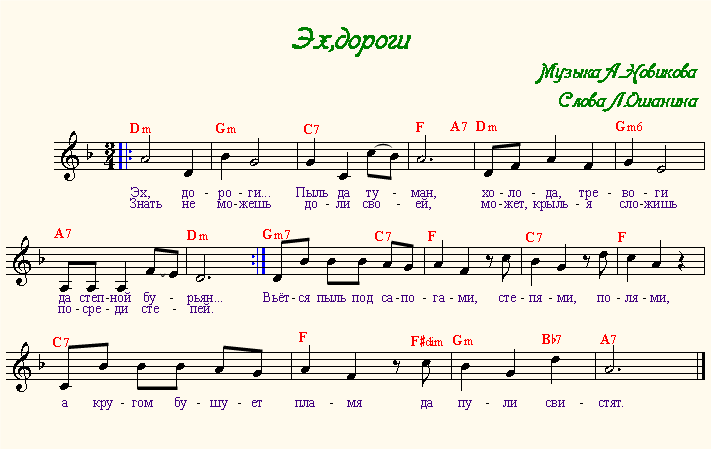 Эх,дороги
Музыка А.Новикова
Слова Л.Ошанина
Dm Gm C7 F A7 Dm Gm6
3/4
Эх, до - ро - ги... Пыль да ту - ман, хо - ло - да, тре - во - ги
Знать не мо-жешь до - ли сво - ей, мо-жет, крыль-я сло-жишь
A7 Dm Gm7 C7 F C7 F
да степ-ной бу - рьян... Вьёт-ся пыль под са-по - га - ми, сте - пя - ми, по - ля - ми,
по-сре-ди сте - пей.
C7 F F#dim Gm Bb7 A7
а кру - гом бу - шу - ет пла - мя да пу - ли сви - стят.